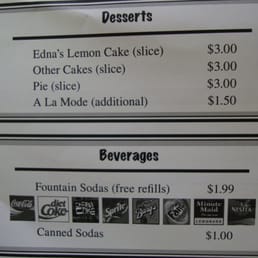 Desserts
Edna's Lemon Cake (slice) $3.00
Other Cakes (slice) $3.00
Pie (slice) $3.00
A La Mode (additional) $1.50
Beverages
Fountain Sodas (free refills) $1.99
Coca-Cola diet Coke Sprite Minute Maid NESTEA
Canned Sodas $1.00